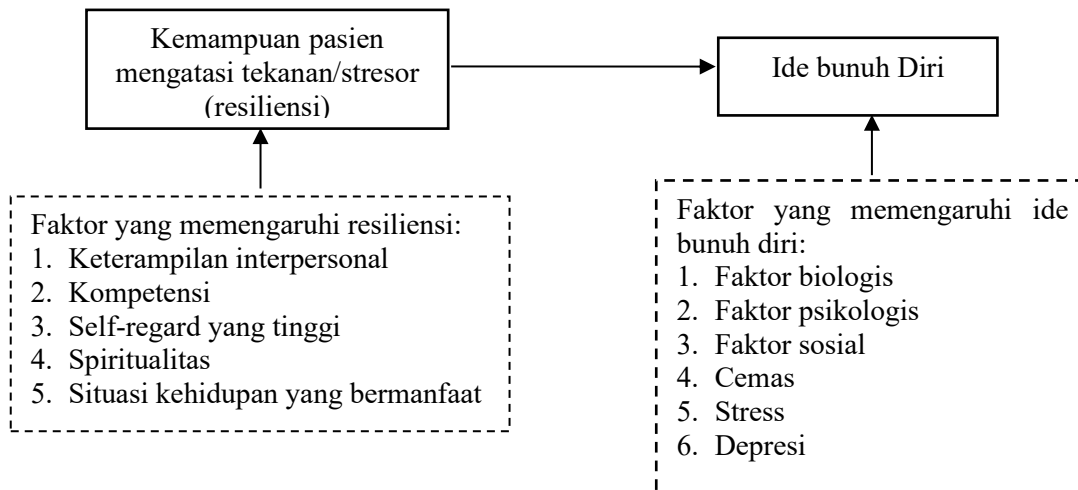 Kemampuan pasien
mengatasi tekanan/stresor
(resiliensi)
Ide bunuh Diri
Faktor yang memengaruhi resiliensi:
1. Keterampilan interpersonal
2. Kompetensi
3. Self-regard yang tinggi
4. Spiritualitas
5. Situasi kehidupan yang bermanfaat
Faktor yang memengaruhi ide
bunuh diri:
1. Faktor biologis
2. Faktor psikologis
3. Faktor sosial
4. Cemas
5. Stress
6. Depresi